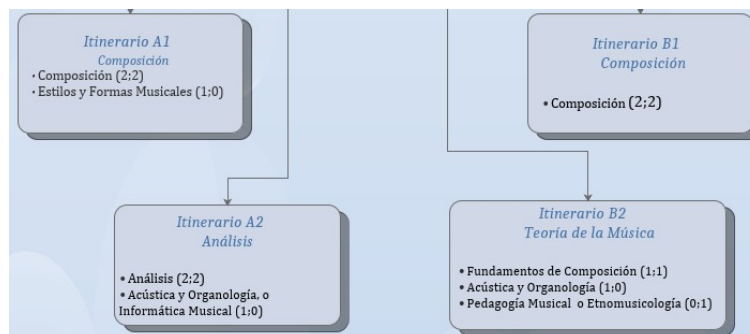 Itinerario A1
Composición
• Composición (2;2)
• Estilos y Formas Musicales (1;0)
Itinerario B1
Composición
• Composición (2;2)
Itinerario A2
Análisis
• Análisis (2;2)
• Acústica y Organología, o
Informática Musical (1;0)
Itinerario B2
Teoría de la Música
• Fundamentos de Composición (1;1)
• Acústica y Organología (1;0)
• Pedagogía Musical o Etnomusicología (0;1)